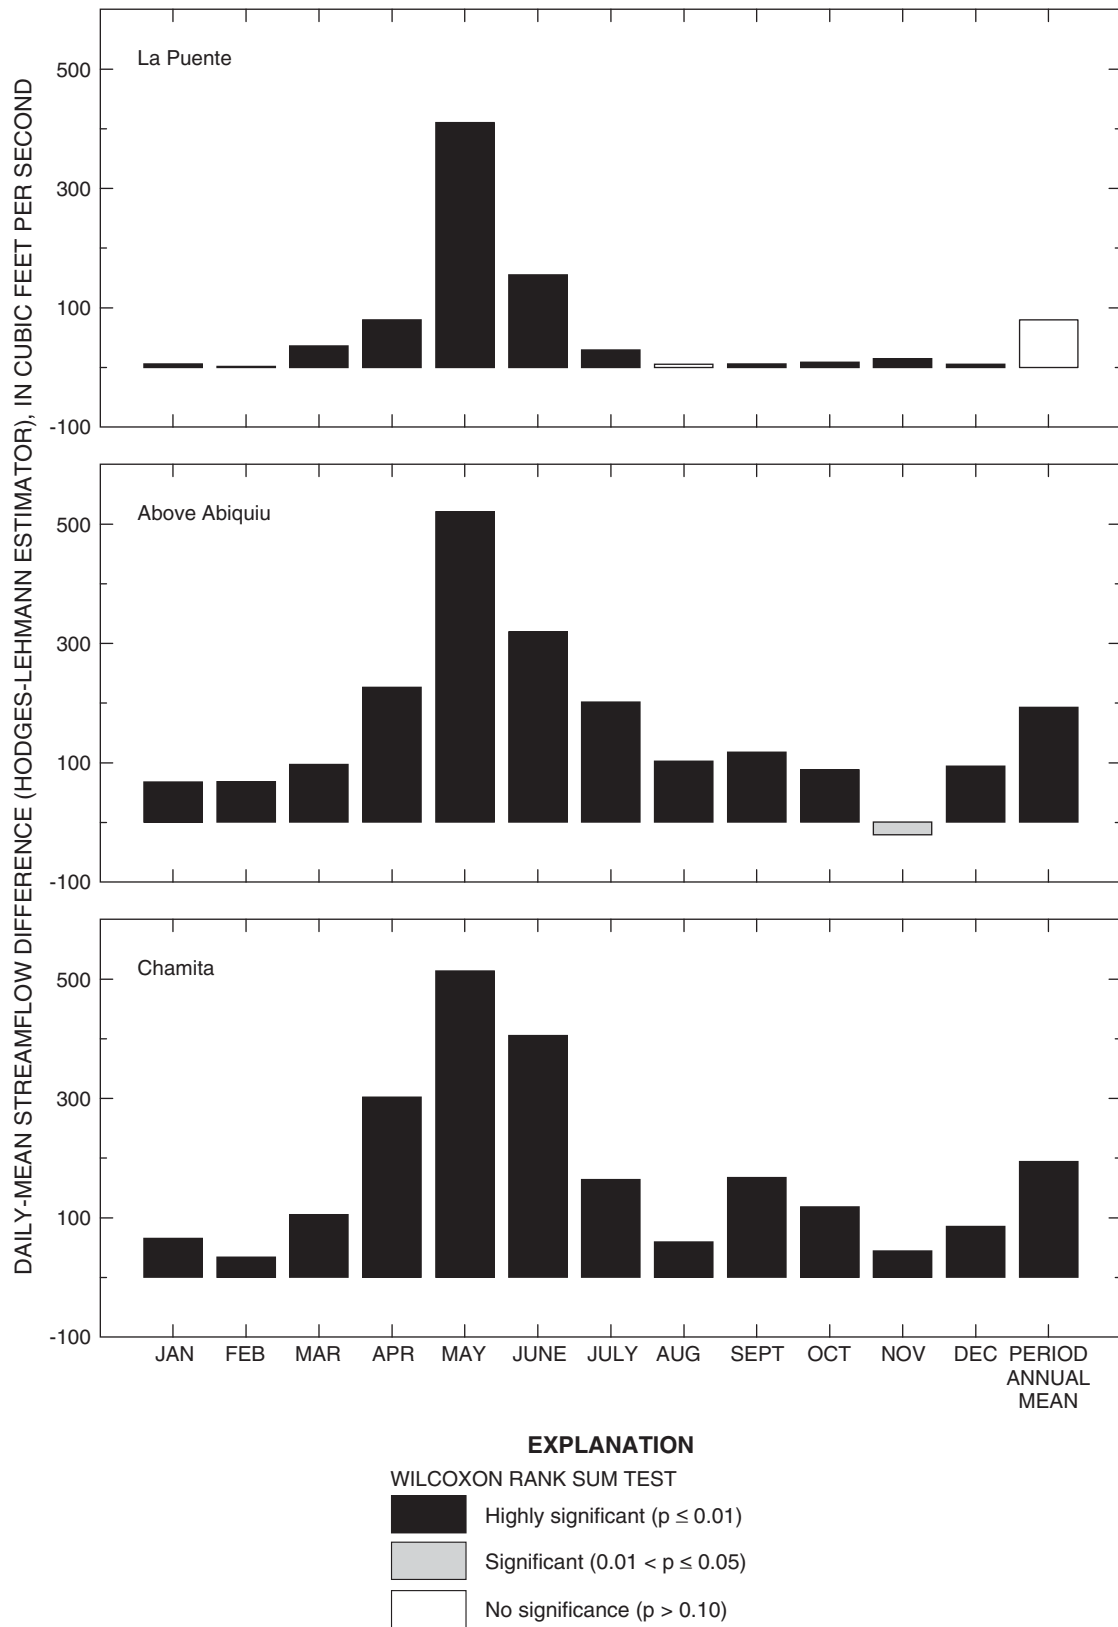 DAILY-MEAN STREAMFLOW DIFFERENCE (HODGES-LEHMANN ESTIMATOR), IN CUBIC FEET PER SECOND
La Puente
500
300
100
-100
Above Abiquiu
500
300
100
-100
Chamita
500
300
100
-100
JAN FEB MAR APR MAY JUNE JULY AUG SEPT OCT NOV DEC PERIOD
ANNUAL
MEAN
EXPLANATION
WILCOXON RANK SUM TEST
Highly significant (p ≤ 0.01)
Significant (0.01 < p ≤ 0.05)
No significance (p > 0.10)